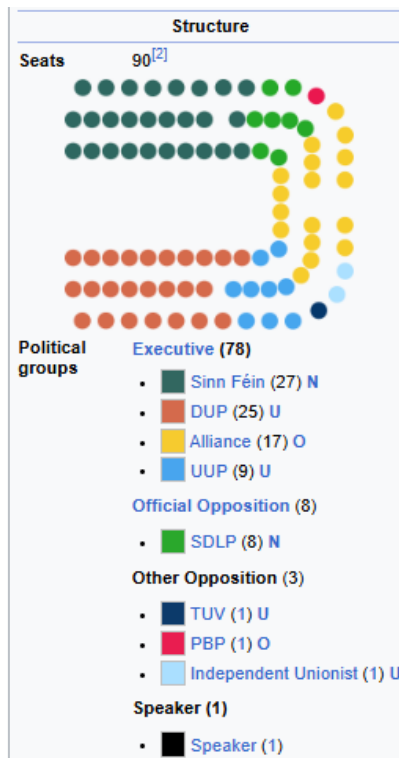 Structure
Seats 90[2]
Political groups
Executive (78)
Sinn Féin (27) N
DUP (25) U
Alliance (17) O
UUP (9) U
Official Opposition (8)
SDLP (8) N
Other Opposition (3)
TUV (1) U
PBP (1) O
Independent Unionist (1) U
Speaker (1)
Speaker (1)